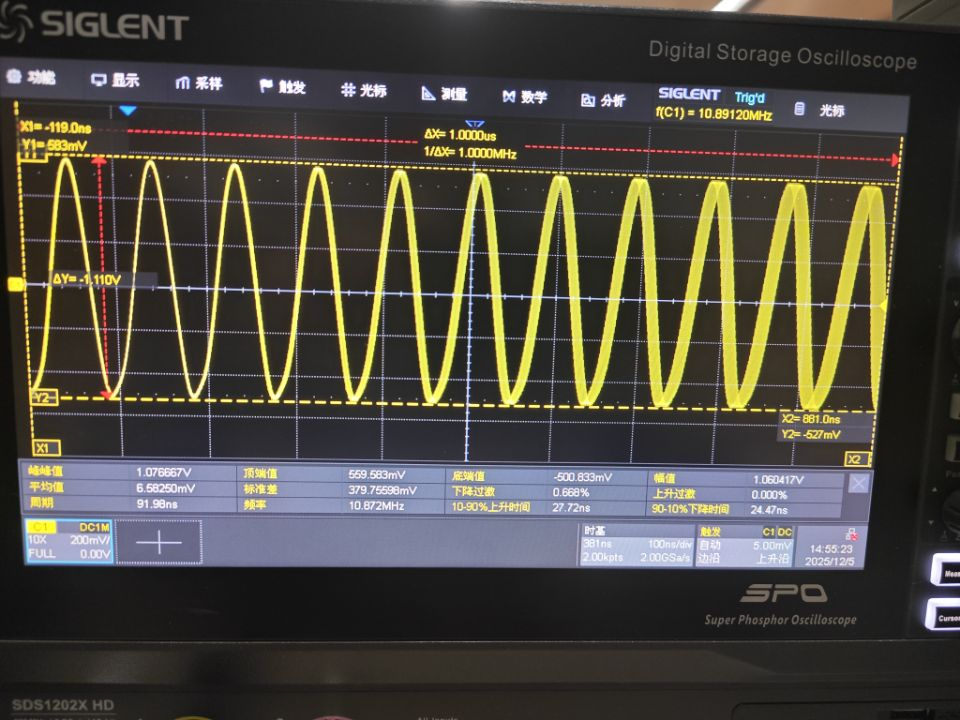 SIGLENT
Digital Storage Oscilloscope
功能 显示 采样 触发 光标 测量 数学 分析 SIGLENT Trig'd 光标
f(C1) = 10.89120MHz
X1= -119.0ns
Y1= 583mV
ΔX= 1.0000us
1/ΔX= 1.0000MHz
ΔY= -1.110V
Y2
X2= 881.0ns
Y2= -527mV
X1
X2
峰峰值 1.076667V 顶端值 559.583mV 底端值 -500.833mV 幅值 1.060417V
平均值 6.58250mV 标准差 379.75598mV 下降过激 0.668% 上升过激 0.000%
周期 91.98ns 频率 10.872MHz 10-90%上升时间 27.72ns 90-10%下降时间 24.47ns
C1 DC1M
10X 200mV/
FULL 0.00V
时基
381ns 100ns/div
2.00kpts 2.00GSa/s
触发 C1 DC
自动 5.00mV
边沿 上升沿
14:55:23
2025/12/5
SPO
Super Phosphor Oscilloscope
Meas
Cursor
SDS1202X HD